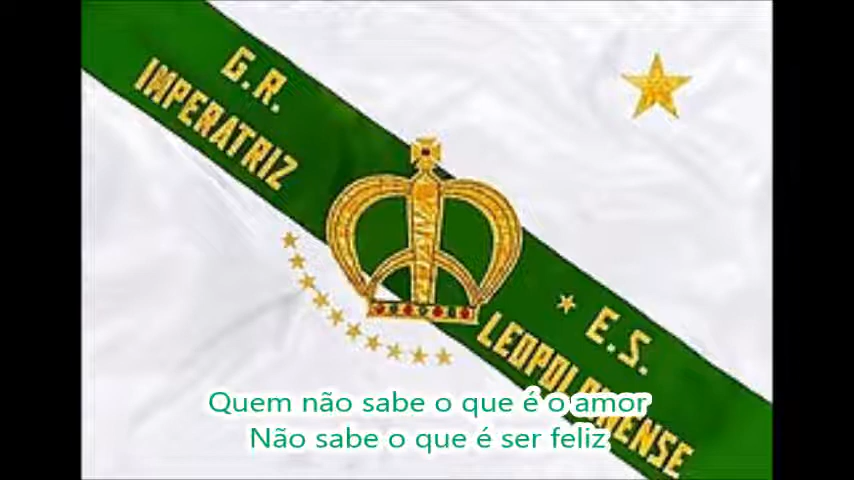 G.R.
IMPERATRIZ
E.S.
LEOPOLDINENSE
Quem não sabe o que é o amor
Não sabe o que é ser feliz